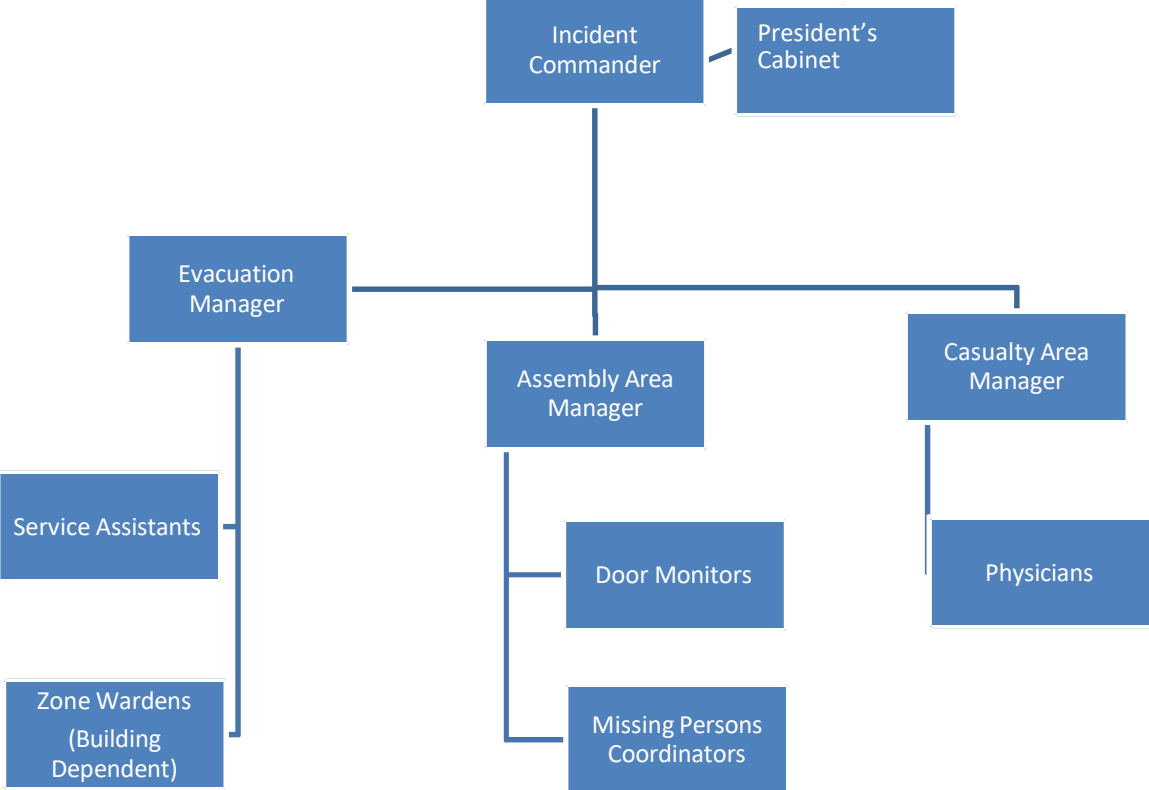 Incident
Commander
President’s
Cabinet
Evacuation
Manager
Assembly Area
Manager
Casualty Area
Manager
Service Assistants
Door Monitors
Physicians
Zone Wardens
(Building
Dependent)
Missing Persons
Coordinators